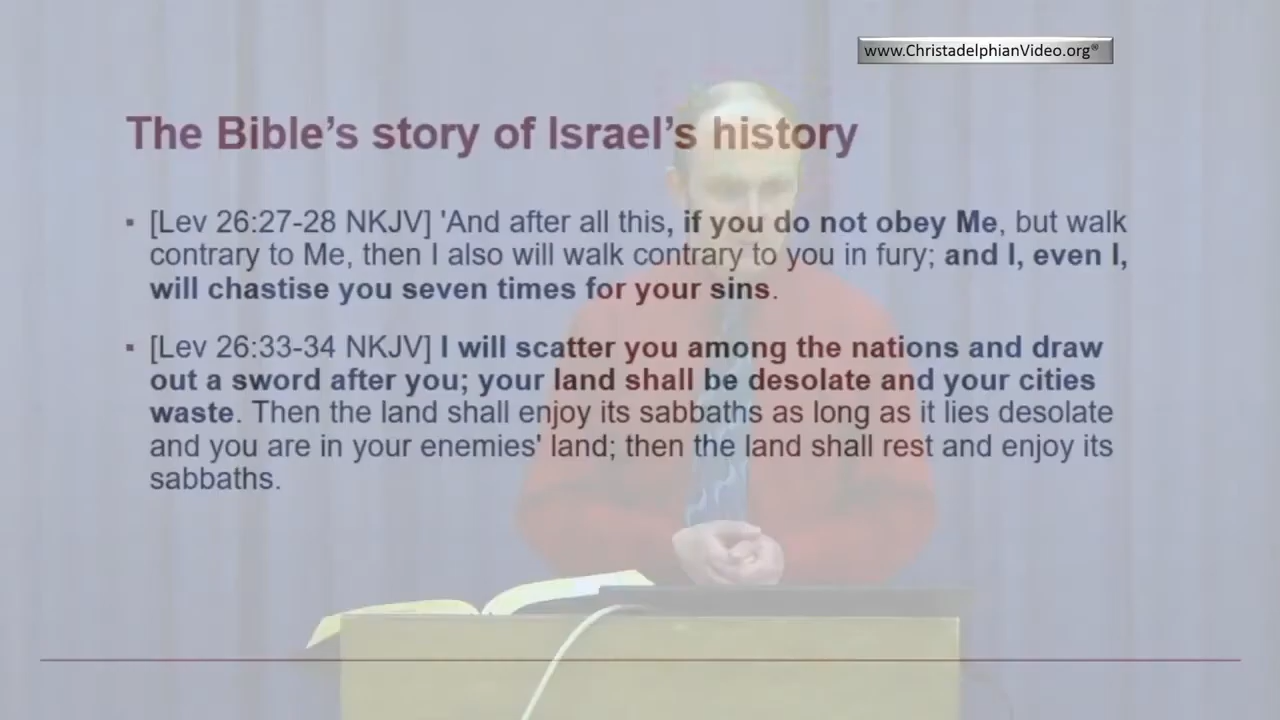 www.ChristadelphianVideo.org®
The Bible's story of Israel's history
▪ [Lev 26:27-28 NKJV] 'And after all this, if you do not obey Me, but walk
contrary to Me, then I also will walk contrary to you in fury; and I, even I,
will chastise you seven times for your sins.
▪ [Lev 26:33-34 NKJV] I will scatter you among the nations and draw
out a sword after you; your land shall be desolate and your cities
waste. Then the land shall enjoy its sabbaths as long as it lies desolate
and you are in your enemies' land; then the land shall rest and enjoy its
sabbaths.